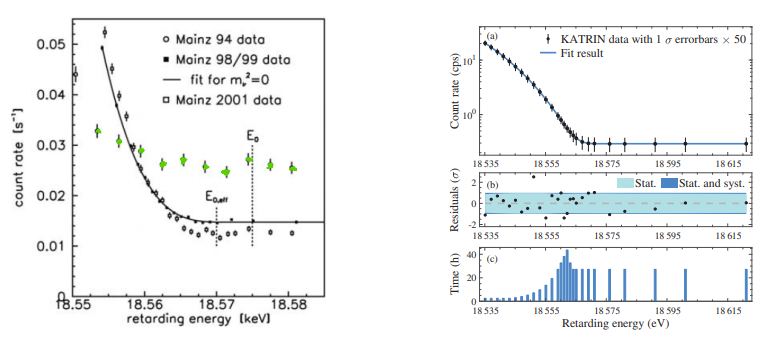 0.05
0.04
0.03
0.02
0.01
0
count rate [s⁻¹]
Mainz 94 data
Mainz 98/99 data
fit for mᵥ²=0
Mainz 2001 data
E₀
E₀,eff
18.55
18.56
18.57
18.58
retarding energy [keV]
(a)
KATRIN data with 1 σ errorbars × 50
Fit result
Count rate (cps)
10¹
10⁰
18 535
18 555
18 575
18 595
18 615
(b)
Stat.
Stat. and syst.
Residuals (σ)
2
0
−2
18 535
18 555
18 575
18 595
18 615
(c)
Time (h)
40
20
0
18 535
18 555
18 575
18 595
18 615
Retarding energy (eV)